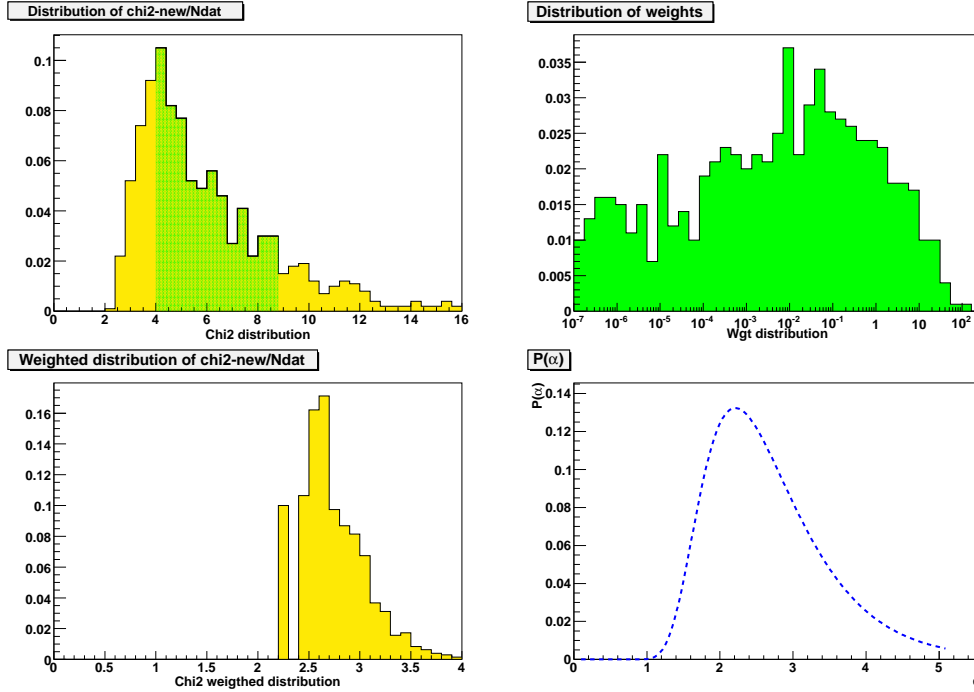 Distribution of chi2-new/Ndat
0.1
0.08
0.06
0.04
0.02
0
0 2 4 6 8 10 12 14 16
Chi2 distribution
Distribution of weights
0.035
0.03
0.025
0.02
0.015
0.01
0.005
0
10-7 10-6 10-5 10-4 10-3 10-2 10-1 1 10 102
Wgt distribution
Weighted distribution of chi2-new/Ndat
0.16
0.14
0.12
0.1
0.08
0.06
0.04
0.02
0
0 0.5 1 1.5 2 2.5 3 3.5 4
Chi2 weigthed distribution
P(α)
P(α)
0.14
0.12
0.1
0.08
0.06
0.04
0.02
0
0 1 2 3 4 5